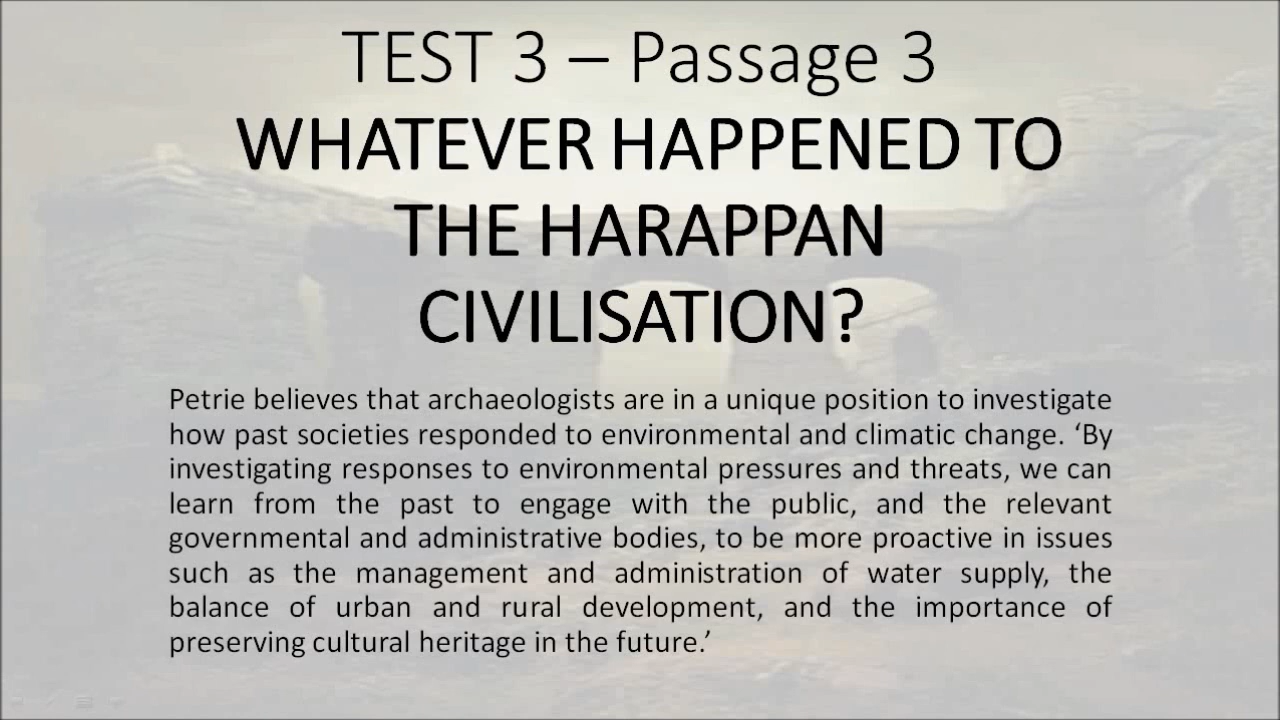 TEST 3 – Passage 3
WHATEVER HAPPENED TO
THE HARAPPAN
CIVILISATION?
Petrie believes that archaeologists are in a unique position to investigate
how past societies responded to environmental and climatic change. ‘By
investigating responses to environmental pressures and threats, we can
learn from the past to engage with the public, and the relevant
governmental and administrative bodies, to be more proactive in issues
such as the management and administration of water supply, the
balance of urban and rural development, and the importance of
preserving cultural heritage in the future.’